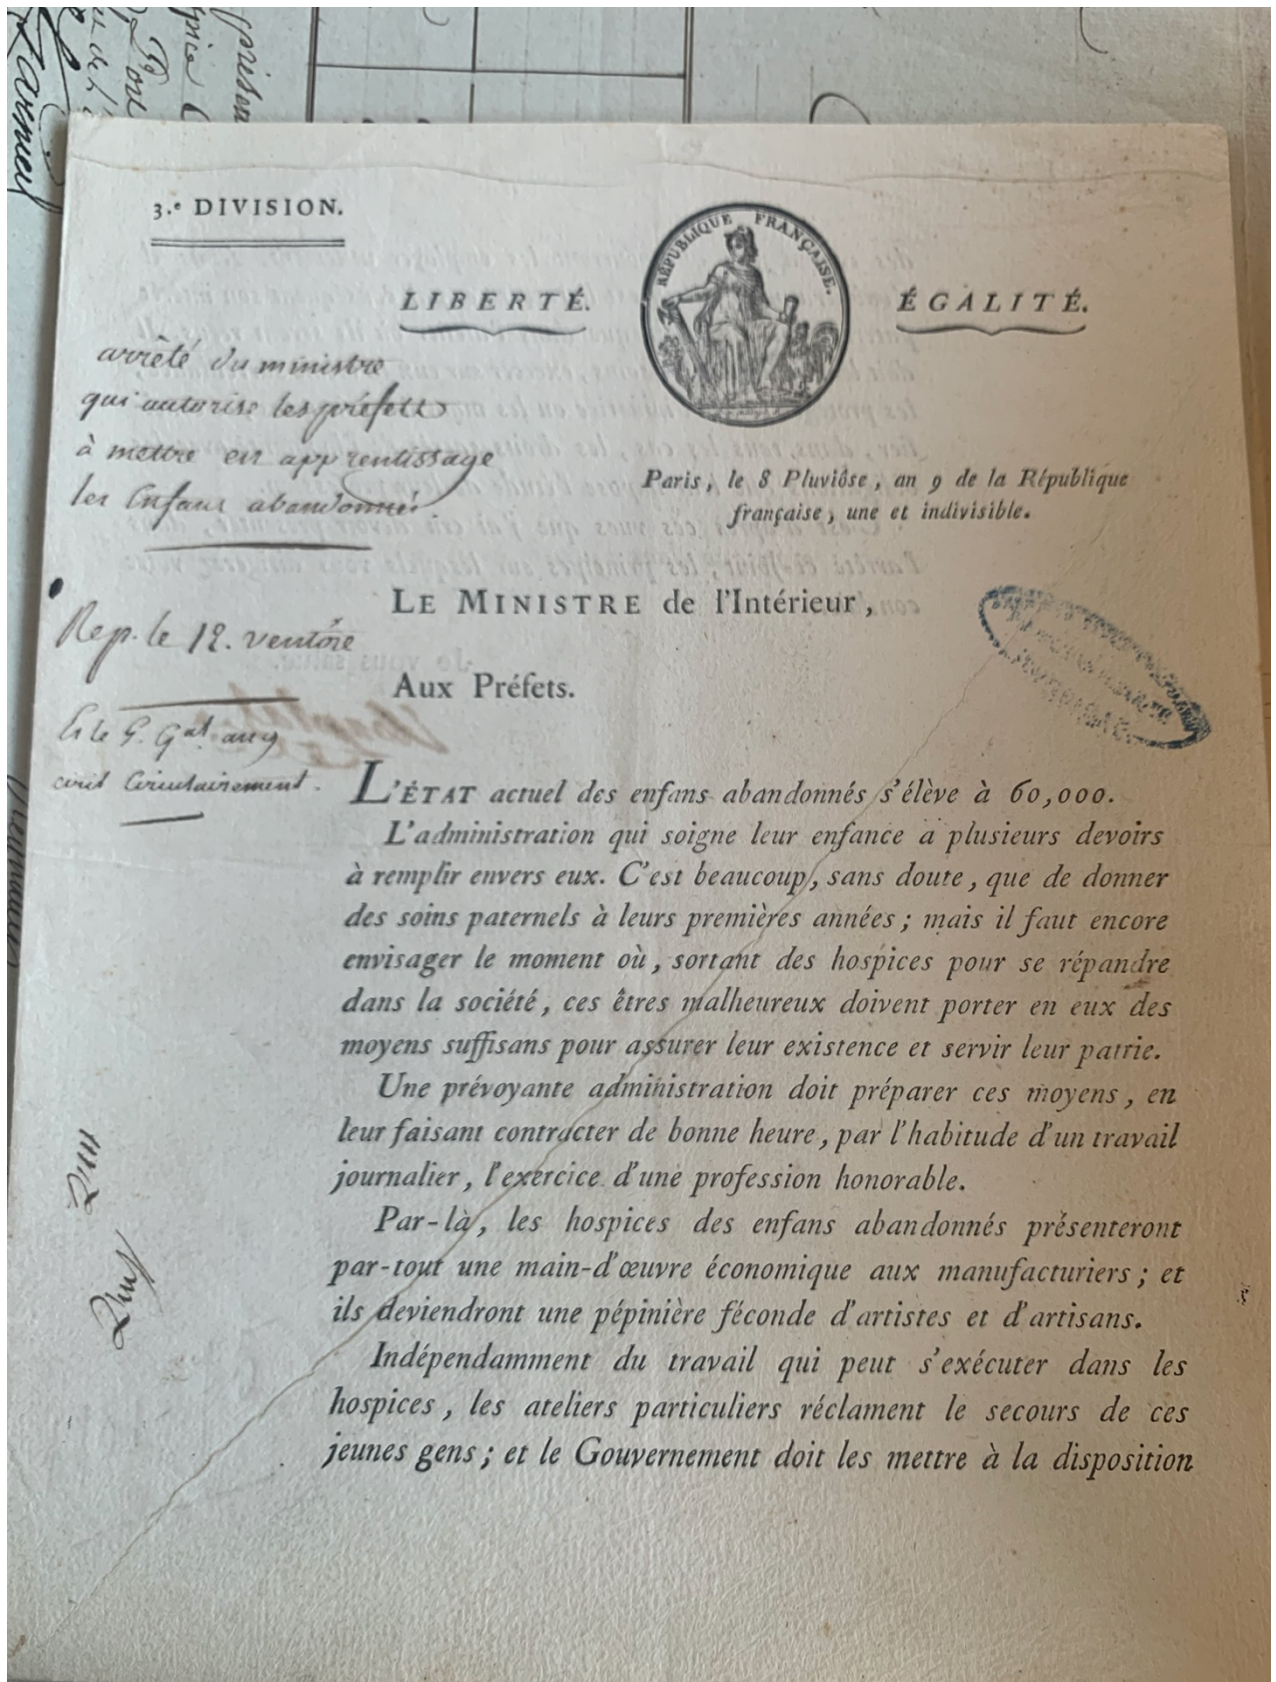 3.e DIVISION.
LIBERTÉ.
RÉPUBLIQUE FRANÇAISE.
ÉGALITÉ.
arrêté du ministre
qui autorise les préfets
à mettre en apprentissage
les Enfans abandonnés.
Paris, le 8 Pluviôse, an 9 de la République
française, une et indivisible.
LE MINISTRE de l'Intérieur,
Rep. le 12. ventôse
Aux Préfets.
L'ÉTAT actuel des enfans abandonnés s'élève à 60,000.
L'administration qui soigne leur enfance a plusieurs devoirs
à remplir envers eux. C'est beaucoup, sans doute, que de donner
des soins paternels à leurs premières années; mais il faut encore
envisager le moment où, sortant des hospices pour se répandre
dans la société, ces êtres malheureux doivent porter en eux des
moyens suffisans pour assurer leur existence et servir leur patrie.
Une prévoyante administration doit préparer ces moyens, en
leur faisant contracter de bonne heure, par l'habitude d'un travail
journalier, l'exercice d'une profession honorable.
Par-là, les hospices des enfans abandonnés présenteront
par-tout une main-d'œuvre économique aux manufacturiers; et
ils deviendront une pépinière féconde d'artistes et d'artisans.
Indépendamment du travail qui peut s'exécuter dans les
hospices, les ateliers particuliers réclament le secours de ces
jeunes gens; et le Gouvernement doit les mettre à la disposition